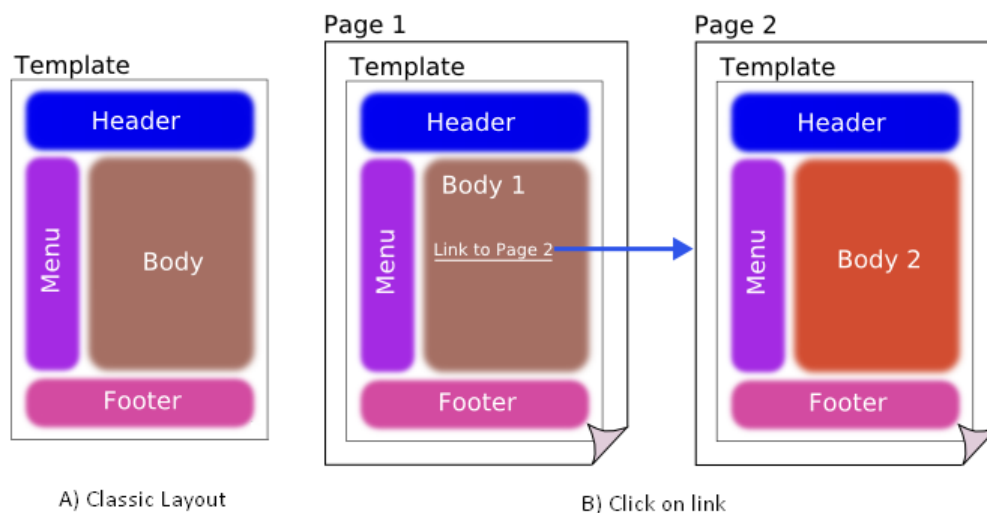 Template
Header
Menu
Body
Footer
A) Classic Layout
Page 1
Template
Header
Menu
Body 1
Link to Page 2
Footer
Page 2
Template
Header
Menu
Body 2
Footer
B) Click on link